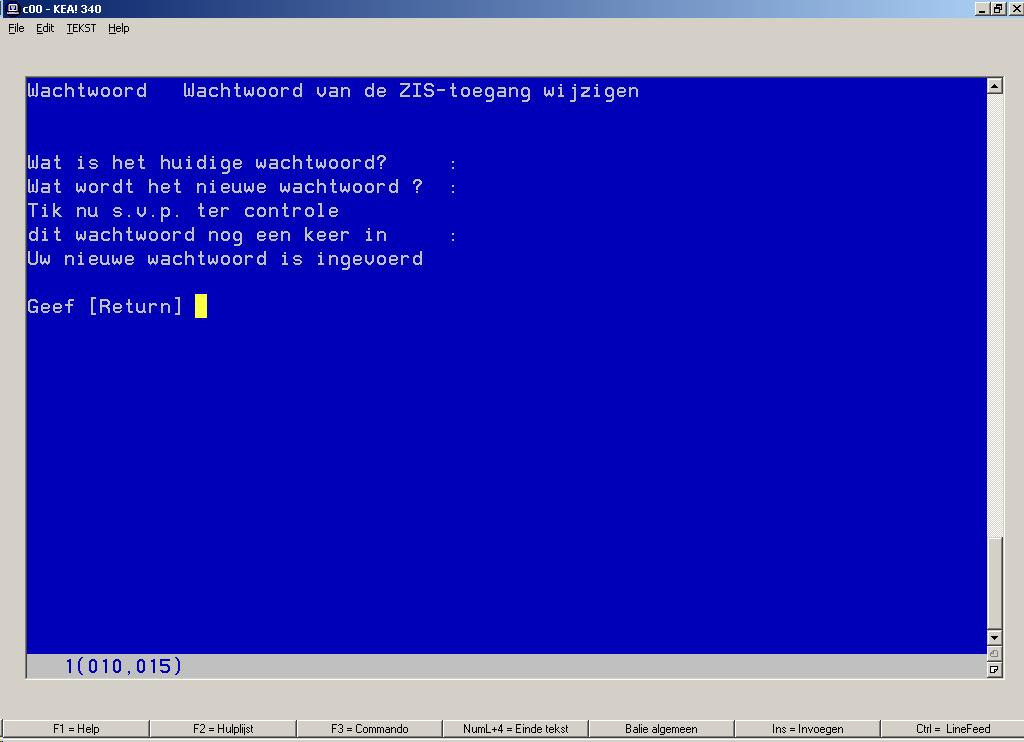 c00 - KEA! 340
File Edit TEKST Help
Wachtwoord Wachtwoord van de ZIS-toegang wijzigen
Wat is het huidige wachtwoord? :
Wat wordt het nieuwe wachtwoord ? :
Tik nu s.v.p. ter controle
dit wachtwoord nog een keer in :
Uw nieuwe wachtwoord is ingevoerd
Geef [Return]
1(010,015)
F1 = Help F2 = Hulplijst F3 = Commando NumL+4 = Einde tekst Balie algemeen Ins = Invoegen Ctrl = LineFeed